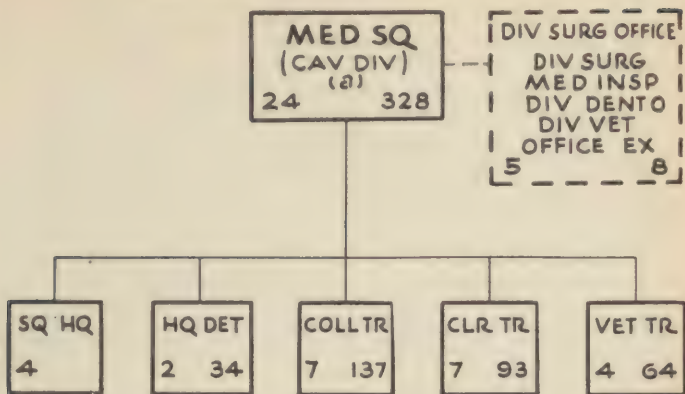 MED SQ
(CAV DIV)
(a)
24 328
DIV SURG OFFICE
DIV SURG
MED INSP
DIV DENTO
DIV VET
OFFICE EX
5 8
SQ HQ
4
HQ DET
2 34
COLL TR
7 137
CLR TR
7 93
VET TR
4 64